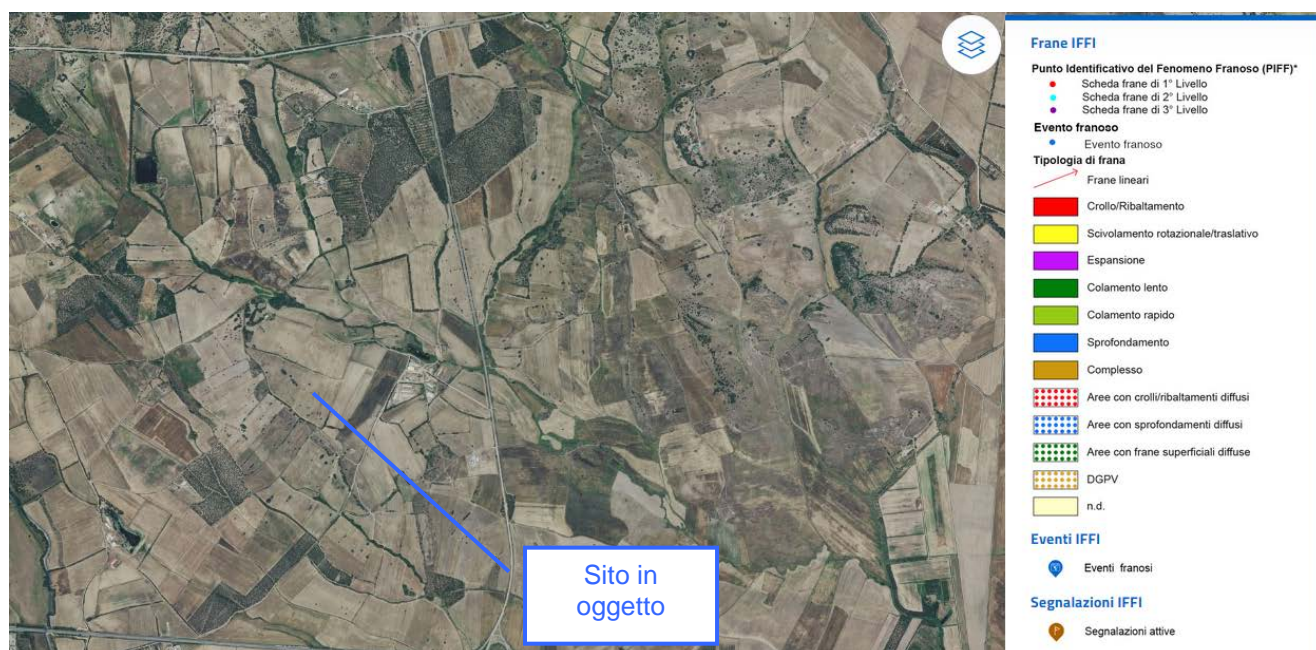 Sito in
oggetto
Frane IFFI
Punto Identificativo del Fenomeno Franoso (PIFF)*
Scheda frane di 1° Livello
Scheda frane di 2° Livello
Scheda frane di 3° Livello
Evento franoso
Evento franoso
Tipologia di frana
Frane lineari
Crollo/Ribaltamento
Scivolamento rotazionale/traslativo
Espansione
Colamento lento
Colamento rapido
Sprofondamento
Complesso
Aree con crolli/ribaltamenti diffusi
Aree con sprofondamenti diffusi
Aree con frane superficiali diffuse
DGPV
n.d.
Eventi IFFI
Eventi franosi
Segnalazioni IFFI
Segnalazioni attive